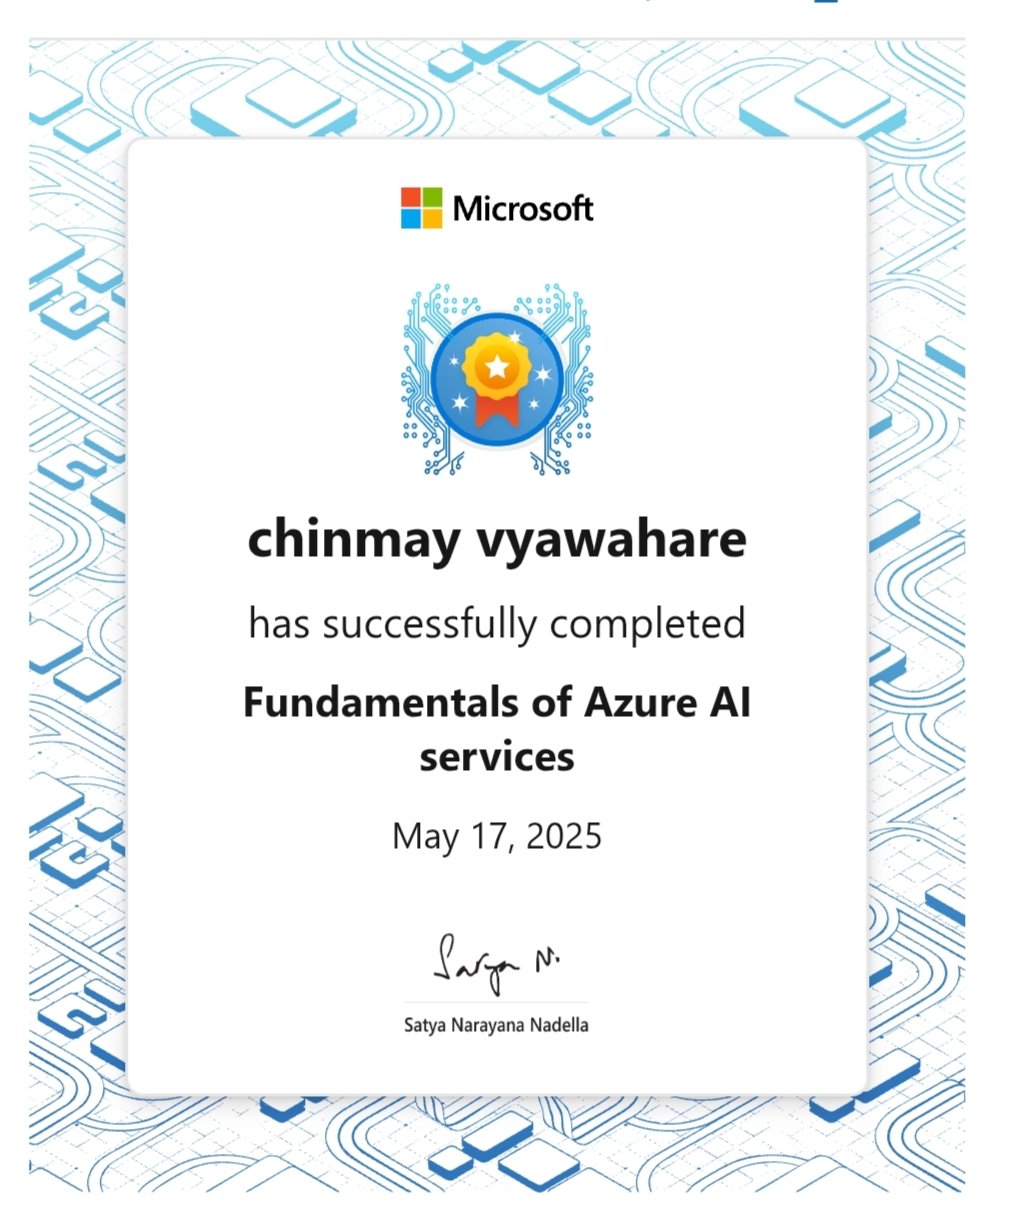 Microsoft
chinmay vyawahare
has successfully completed
Fundamentals of Azure AI
services
May 17, 2025
Satya N.
Satya Narayana Nadella